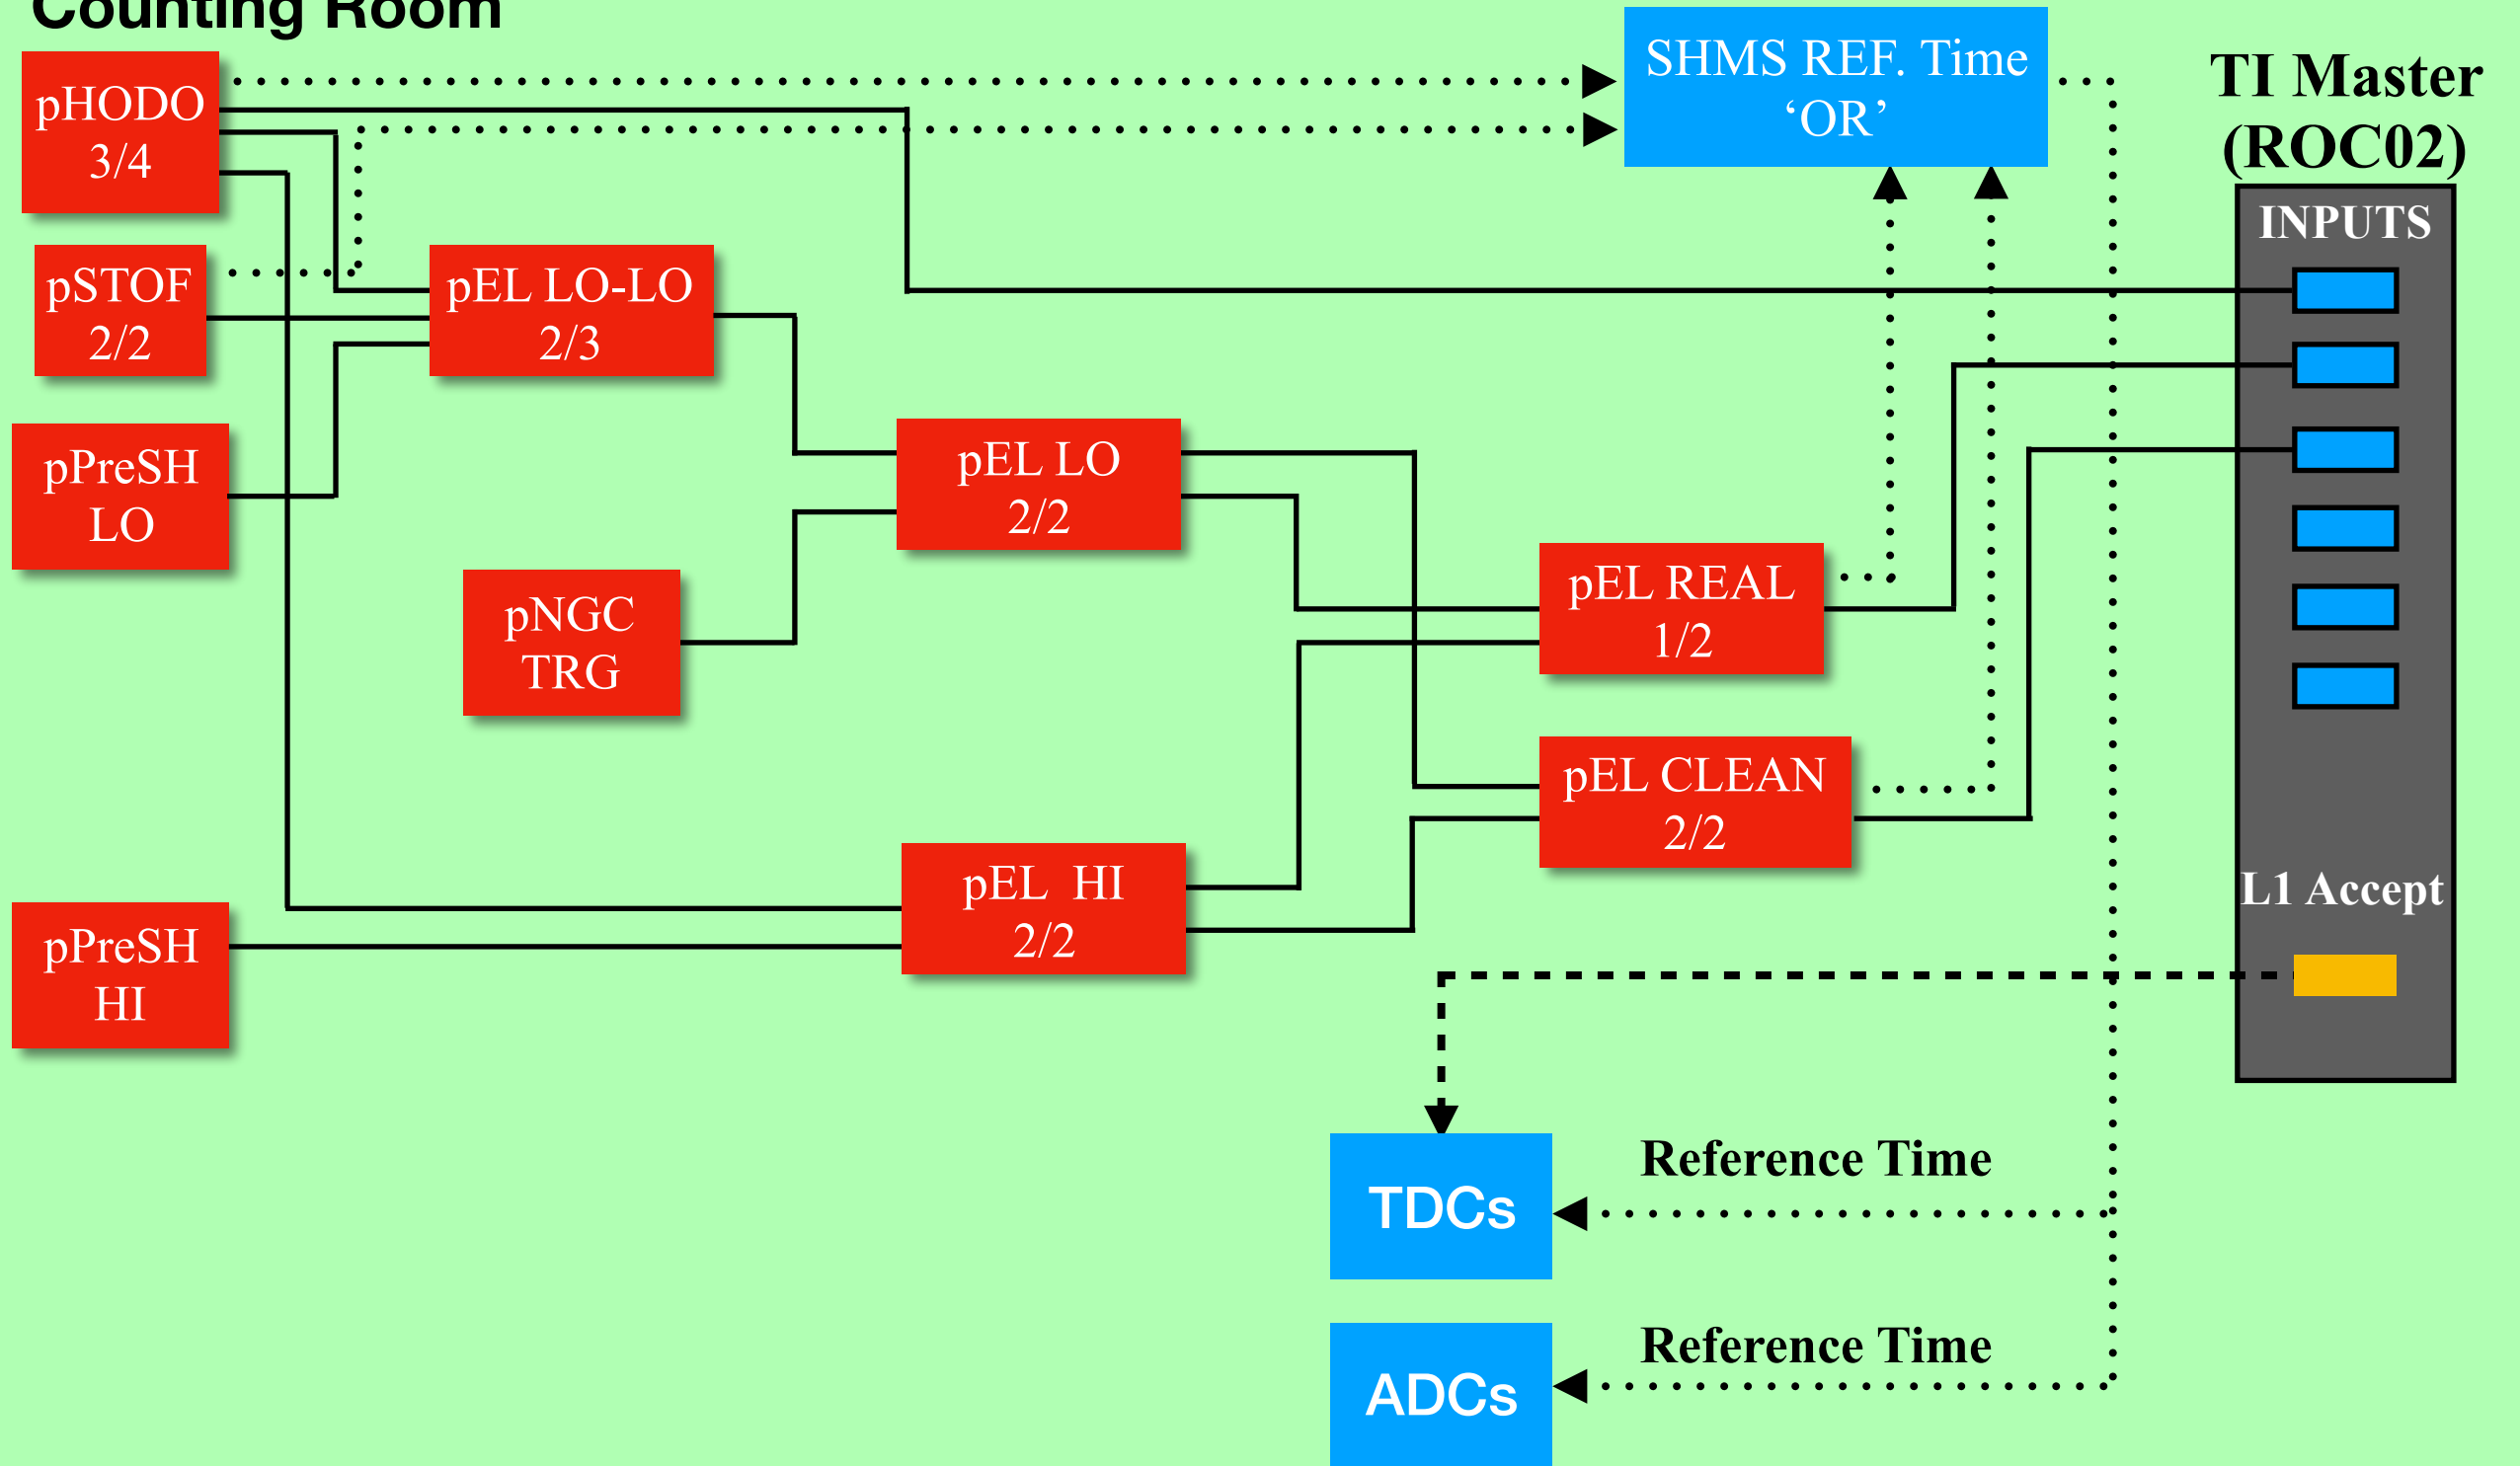 Counting Room
pHODO
3/4
SHMS REF. Time
‘OR’
TI Master
(ROC02)
INPUTS
pSTOF
2/2
pEL LO-LO
2/3
pPreSH
LO
pEL LO
2/2
pNGC
TRG
pEL REAL
1/2
pEL CLEAN
2/2
pEL HI
2/2
L1 Accept
pPreSH
HI
TDCs
Reference Time
ADCs
Reference Time